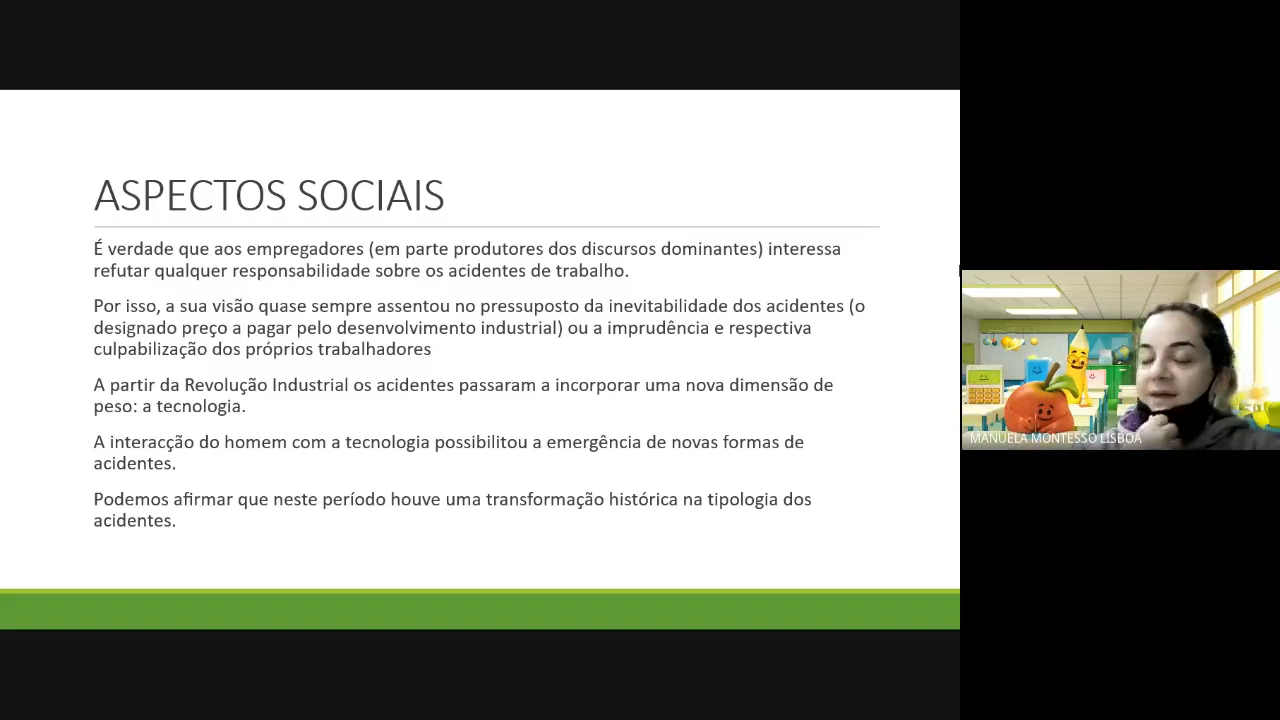 ASPECTOS SOCIAIS
É verdade que aos empregadores (em parte produtores dos discursos dominantes) interessa
refutar qualquer responsabilidade sobre os acidentes de trabalho.
Por isso, a sua visão quase sempre assentou no pressuposto da inevitabilidade dos acidentes (o
designado preço a pagar pelo desenvolvimento industrial) ou a imprudência e respectiva
culpabilização dos próprios trabalhadores
A partir da Revolução Industrial os acidentes passaram a incorporar uma nova dimensão de
peso: a tecnologia.
A interacção do homem com a tecnologia possibilitou a emergência de novas formas de
acidentes.
Podemos afirmar que neste período houve uma transformação histórica na tipologia dos
acidentes.
MANUELA MONTESSO LISBOA